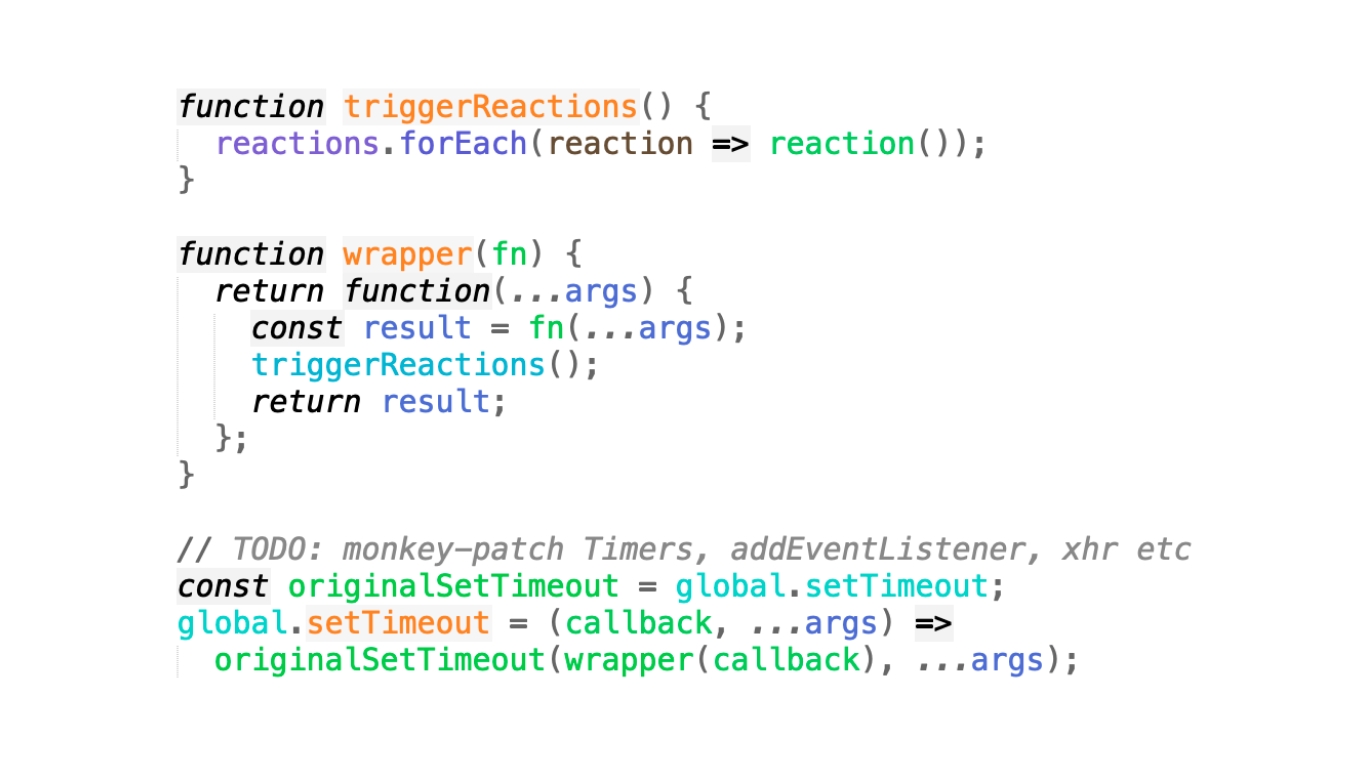 function triggerReactions() {
  reactions.forEach(reaction => reaction());
}

function wrapper(fn) {
  return function(...args) {
    const result = fn(...args);
    triggerReactions();
    return result;
  };
}

// TODO: monkey-patch Timers, addEventListener, xhr etc
const originalSetTimeout = global.setTimeout;
global.setTimeout = (callback, ...args) =>
  originalSetTimeout(wrapper(callback), ...args);